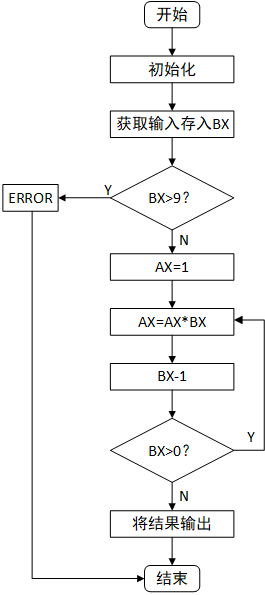 开始
初始化
获取输入存入BX
BX>9?
Y
ERROR
N
AX=1
AX=AX*BX
BX-1
BX>0?
Y
N
将结果输出
结束